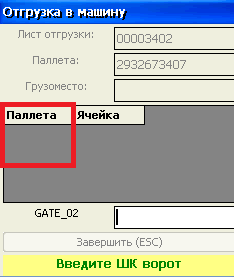 Отгрузка в машину
Лист отгрузки: 00003402
Паллета: 2932673407
Грузоместо:
Паллета Ячейка
GATE_02
Завершить (ESC)
Введите ШК ворот